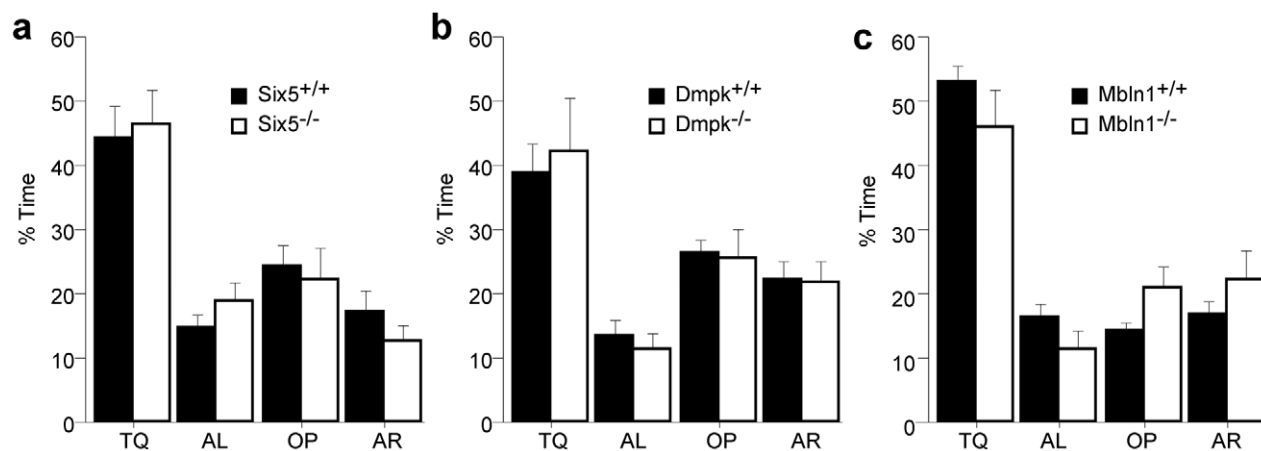 a
60
50
40
30
20
10
0
% Time
Six5+/+
Six5-/-
TQ AL OP AR
b
60
50
40
30
20
10
0
% Time
Dmpk+/+
Dmpk-/-
TQ AL OP AR
c
60
50
40
30
20
10
0
% Time
Mbln1+/+
Mbln1-/-
TQ AL OP AR